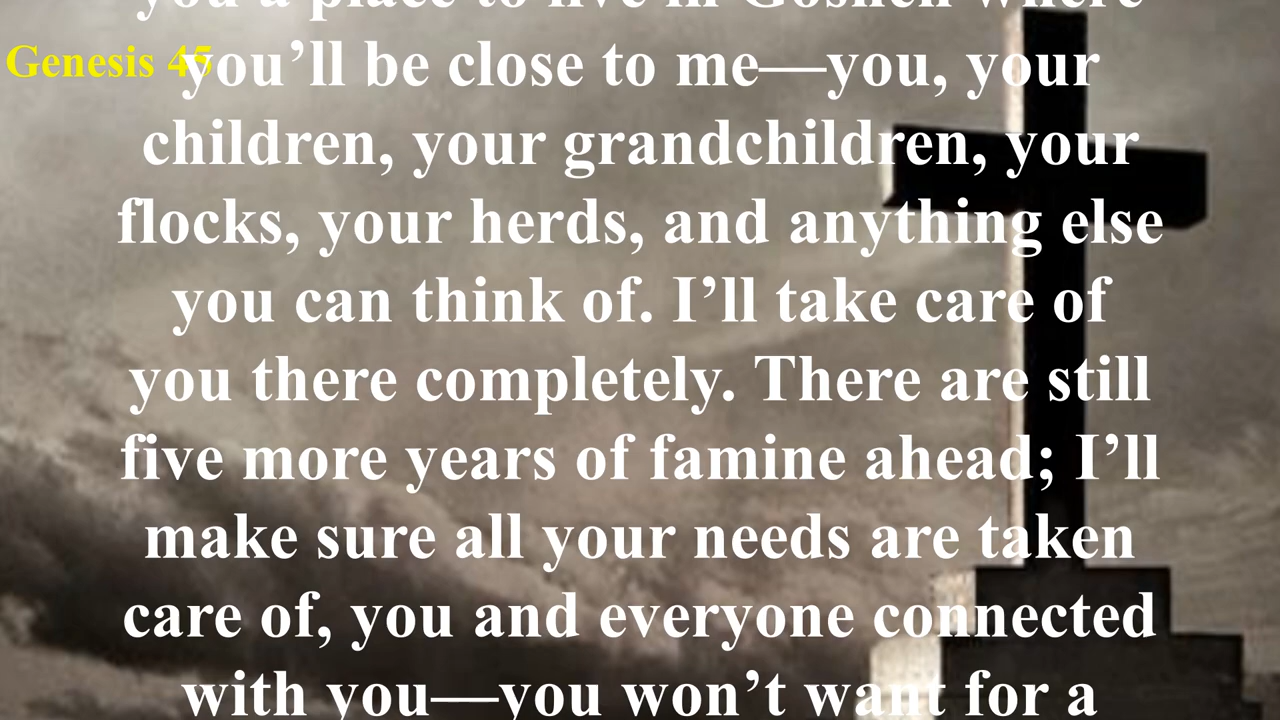 you a place to live in Goshen where
Genesis 45
you’ll be close to me—you, your
children, your grandchildren, your
flocks, your herds, and anything else
you can think of. I’ll take care of
you there completely. There are still
five more years of famine ahead; I’ll
make sure all your needs are taken
care of, you and everyone connected
with you—you won’t want for a